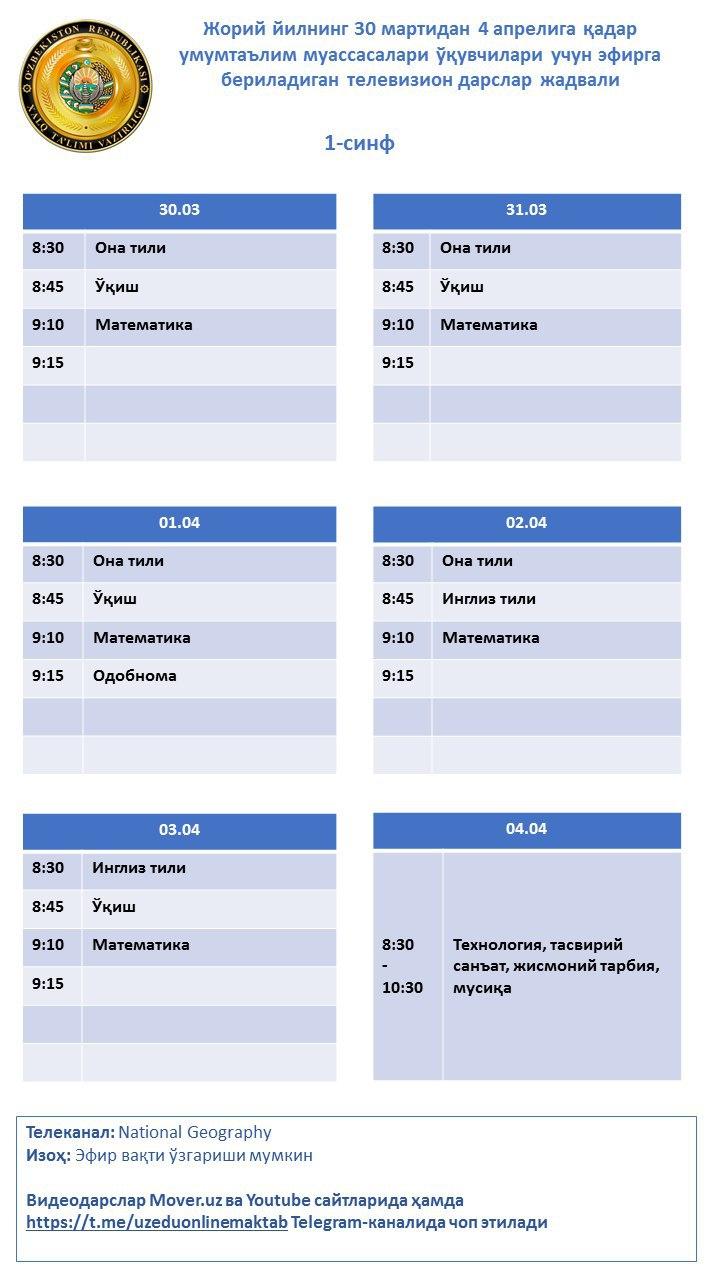 O'ZBEKISTON RESPUBLIKASI
XALQ TA'LIMI VAZIRLIGI
Жорий йилнинг 30 мартидан 4 апрелига қадар
умумтаълим муассасалари ўқувчилари учун эфирга
бериладиган телевизион дарслар жадвали
1-синф
30.03
8:30 Она тили
8:45 Ўқиш
9:10 Математика
9:15
31.03
8:30 Она тили
8:45 Ўқиш
9:10 Математика
9:15
01.04
8:30 Она тили
8:45 Ўқиш
9:10 Математика
9:15 Одобнома
02.04
8:30 Она тили
8:45 Инглиз тили
9:10 Математика
9:15
03.04
8:30 Инглиз тили
8:45 Ўқиш
9:10 Математика
9:15
04.04
8:30
-
10:30
Технология, тасвирий
санъат, жисмоний тарбия,
мусиқа
Телеканал: National Geography
Изоҳ: Эфир вақти ўзгариши мумкин
Видеодарслар Mover.uz ва Youtube сайтларида ҳамда
https://t.me/uzeduonlinemaktab Telegram-каналида чоп этилади